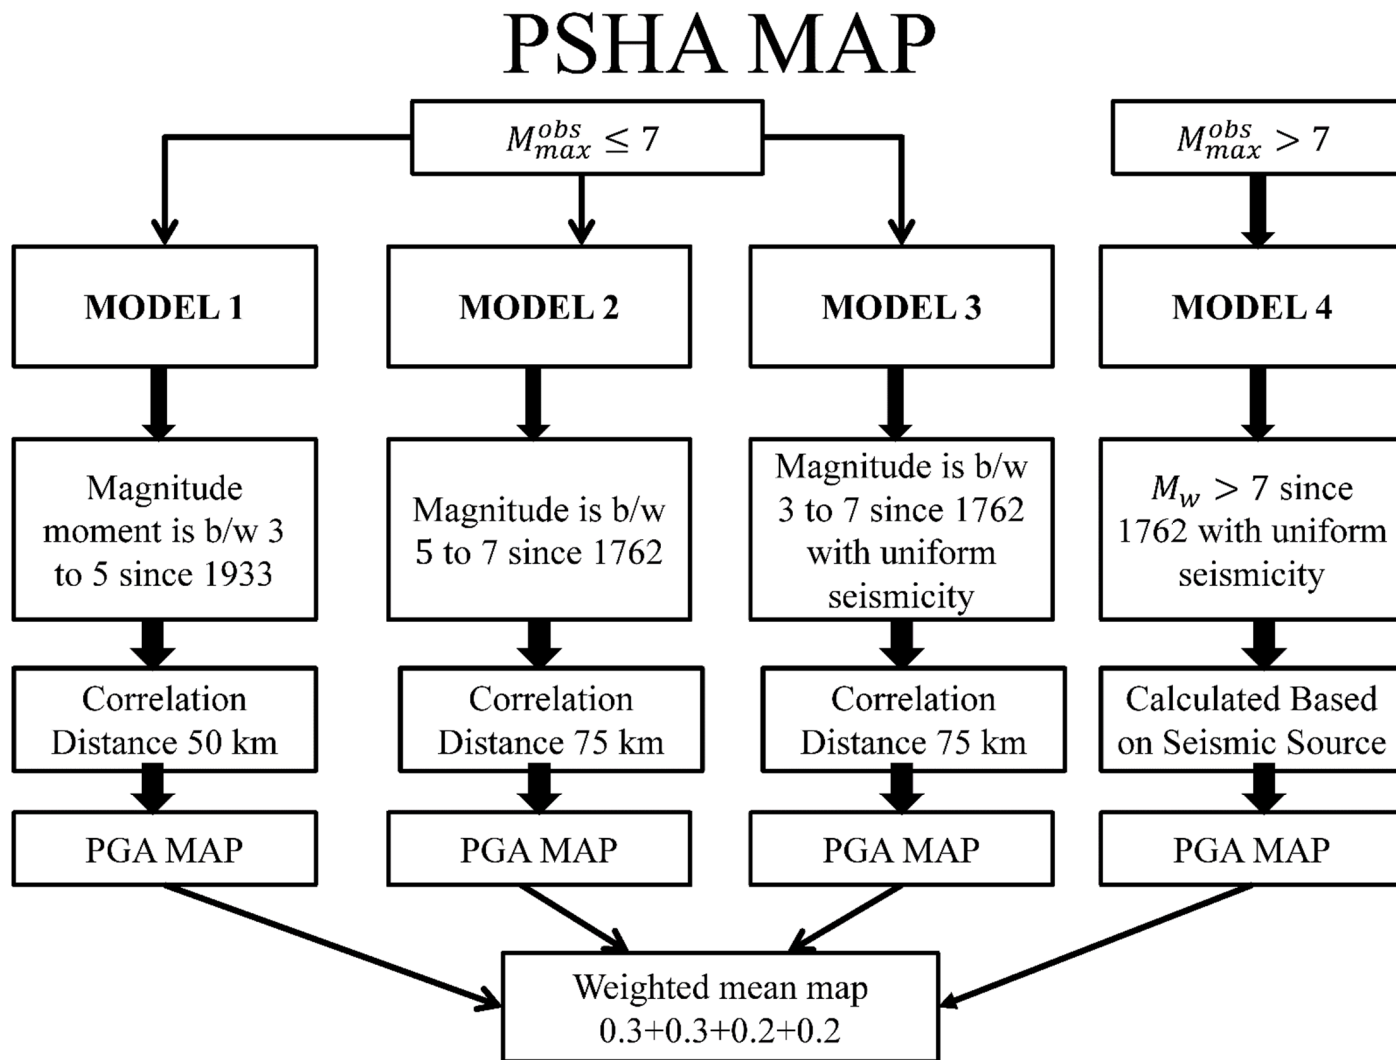 PSHA MAP
M_{max}^{obs} ≤ 7
M_{max}^{obs} > 7
MODEL 1
MODEL 2
MODEL 3
MODEL 4
Magnitude
moment is b/w 3
to 5 since 1933
Magnitude is b/w
5 to 7 since 1762
Magnitude is b/w
3 to 7 since 1762
with uniform
seismicity
M_w > 7 since
1762 with uniform
seismicity
Correlation
Distance 50 km
Correlation
Distance 75 km
Correlation
Distance 75 km
Calculated Based
on Seismic Source
PGA MAP
PGA MAP
PGA MAP
PGA MAP
Weighted mean map
0.3+0.3+0.2+0.2